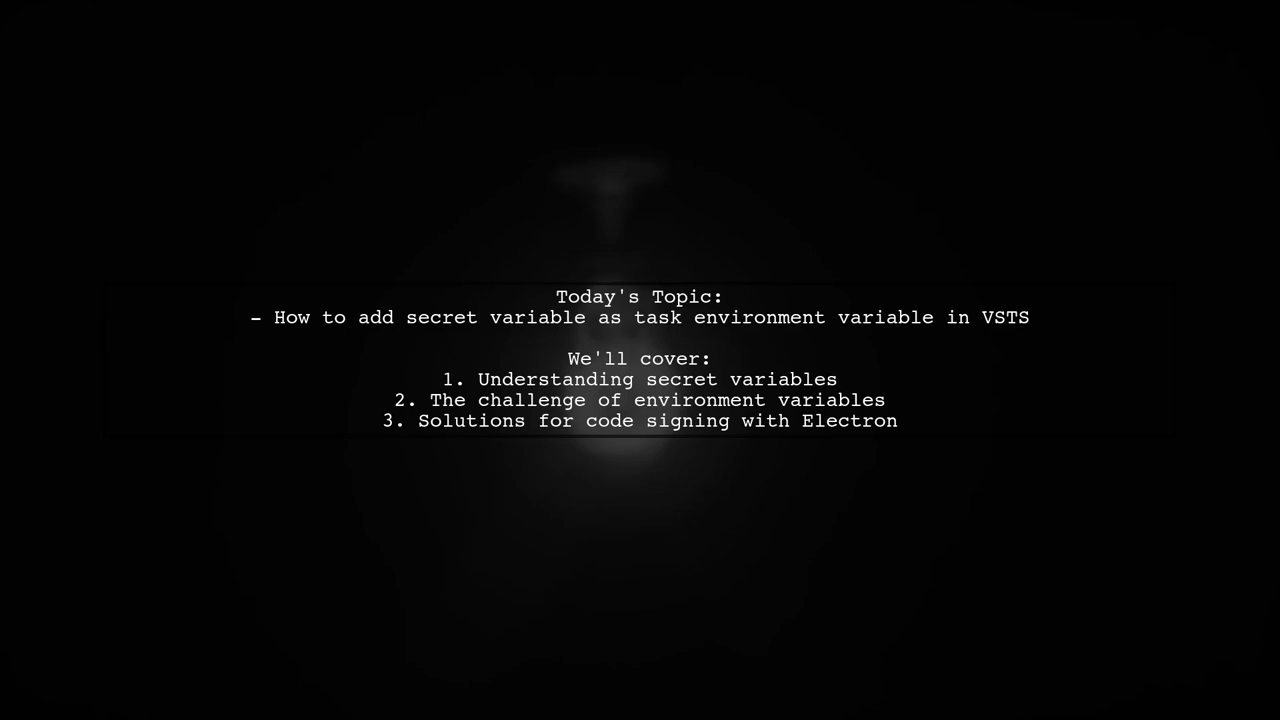 Today's Topic:
– How to add secret variable as task environment variable in VSTS
We'll cover:
1. Understanding secret variables
2. The challenge of environment variables
3. Solutions for code signing with Electron